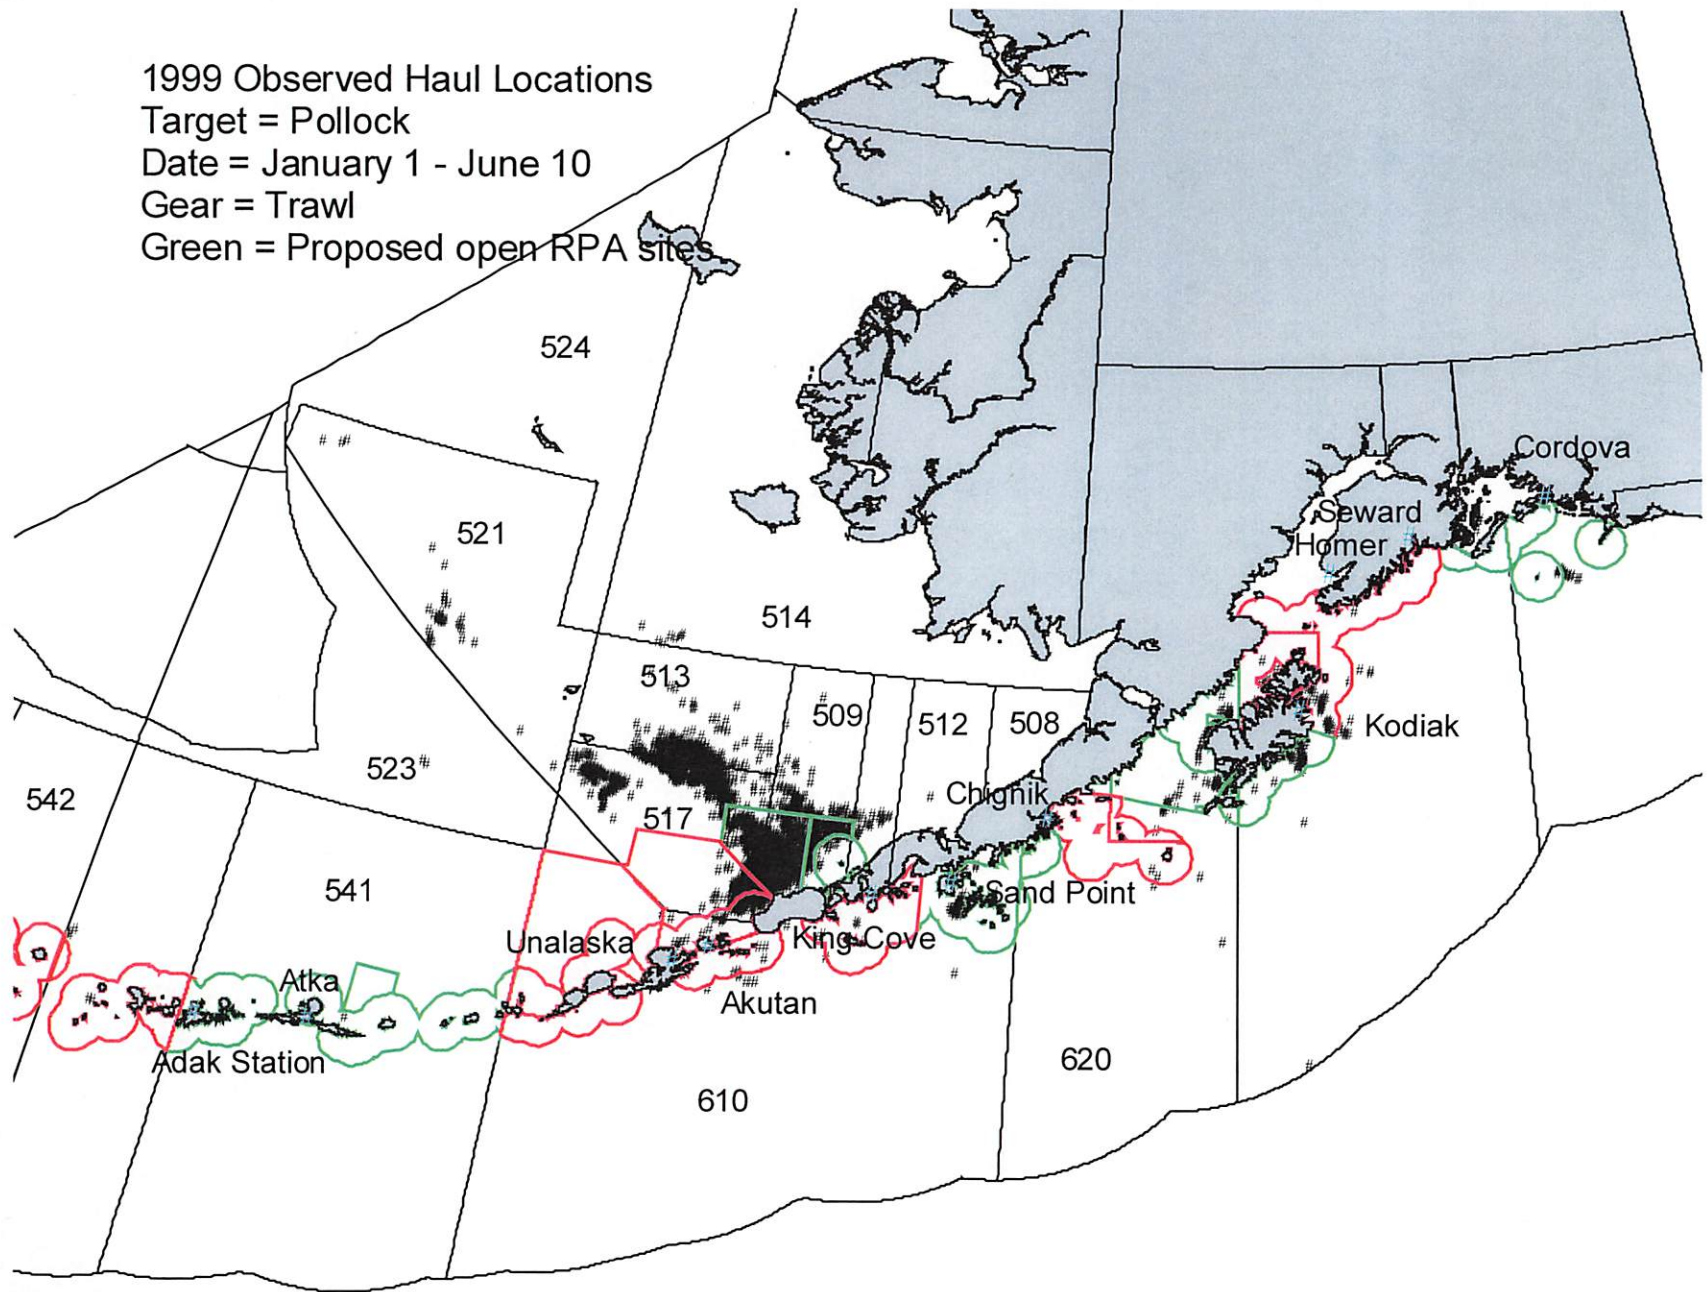 1999 Observed Haul Locations
Target = Pollock
Date = January 1 - June 10
Gear = Trawl
Green = Proposed open RPA sites
524
Cordova
521
Seward
Homer
514
513
509
512
508
Kodiak
523
542
Chignik
517
541
Sand Point
Unalaska
King Cove
Atka
Akutan
Adak Station
620
610